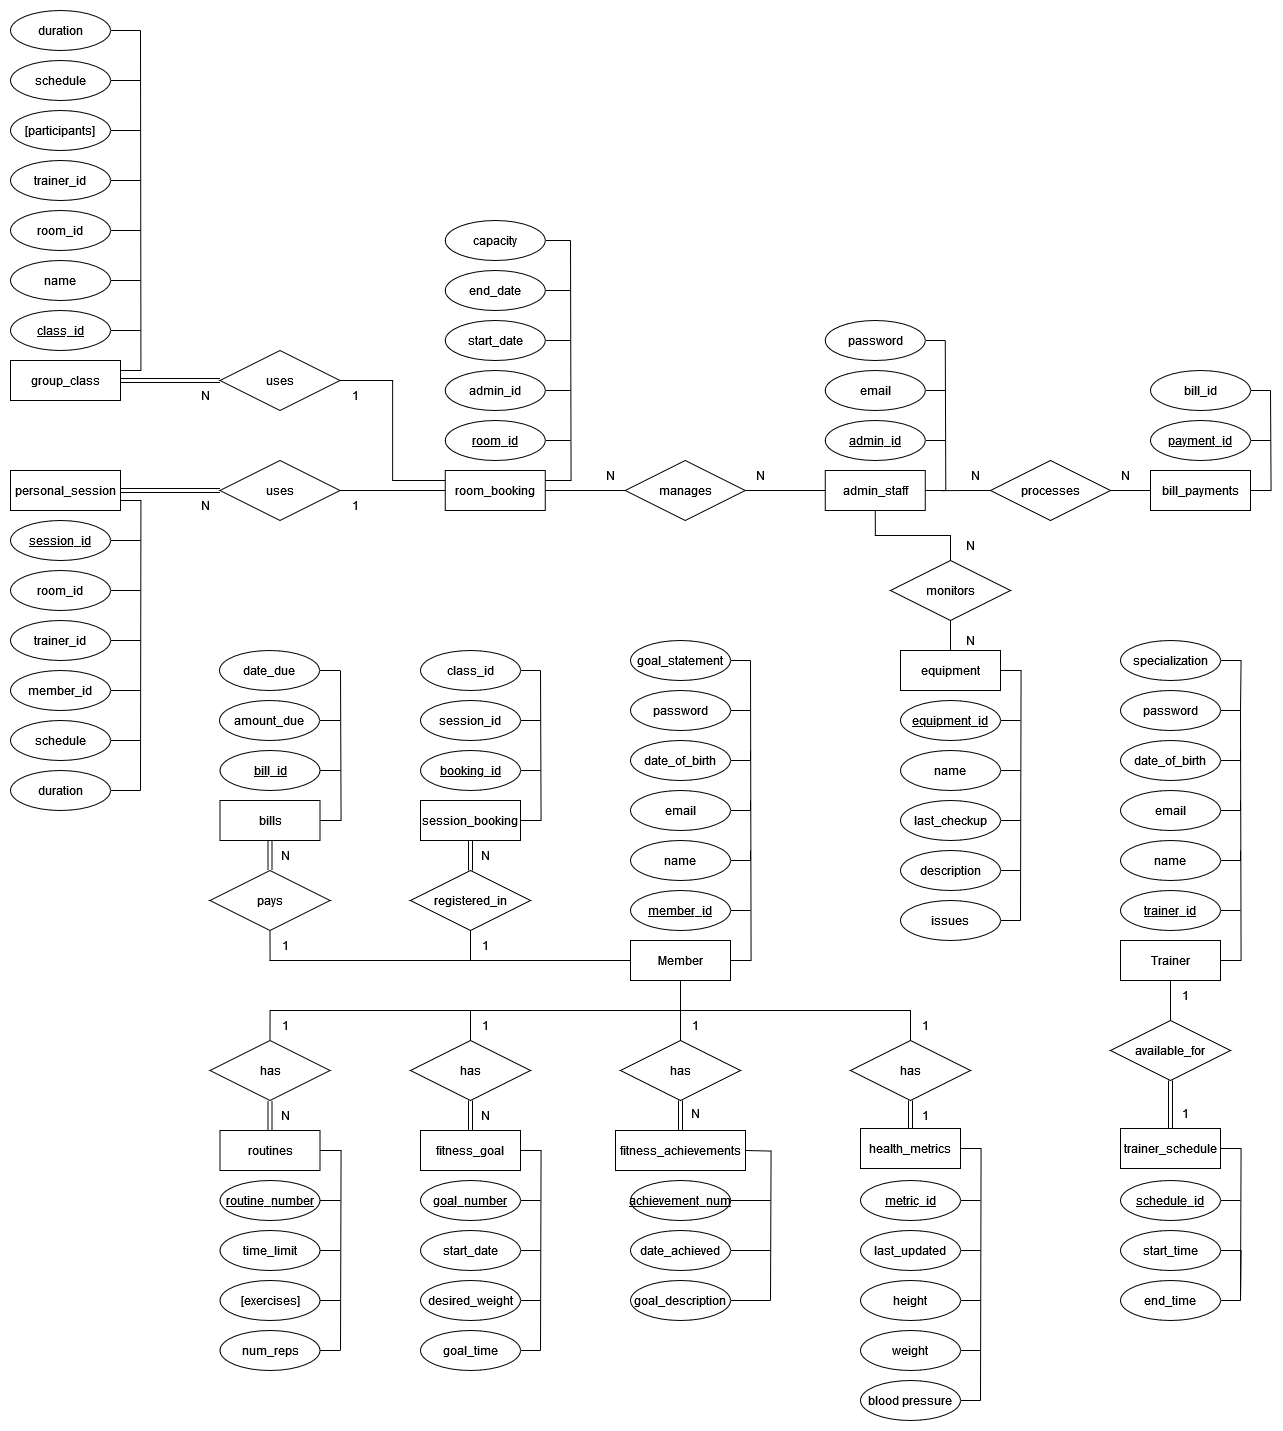 duration
schedule
[participants]
trainer_id
room_id
name
class_id
group_class
N
uses
1
capacity
end_date
start_date
admin_id
room_id
password
email
admin_id
bill_id
payment_id
personal_session
N
uses
1
room_booking
N
manages
N
admin_staff
N
processes
N
bill_payments
session_id
room_id
trainer_id
member_id
schedule
duration
N
monitors
N
equipment
equipment_id
name
last_checkup
description
issues
date_due
amount_due
bill_id
bills
N
pays
1
class_id
session_id
booking_id
session_booking
N
registered_in
1
goal_statement
password
date_of_birth
email
name
member_id
Member
specialization
password
date_of_birth
email
name
trainer_id
Trainer
1
available_for
1
trainer_schedule
schedule_id
start_time
end_time
1
has
N
routines
routine_number
time_limit
[exercises]
num_reps
1
has
N
fitness_goal
goal_number
start_date
desired_weight
goal_time
1
has
N
fitness_achievements
achievement_num
date_achieved
goal_description
1
has
1
health_metrics
metric_id
last_updated
height
weight
blood pressure